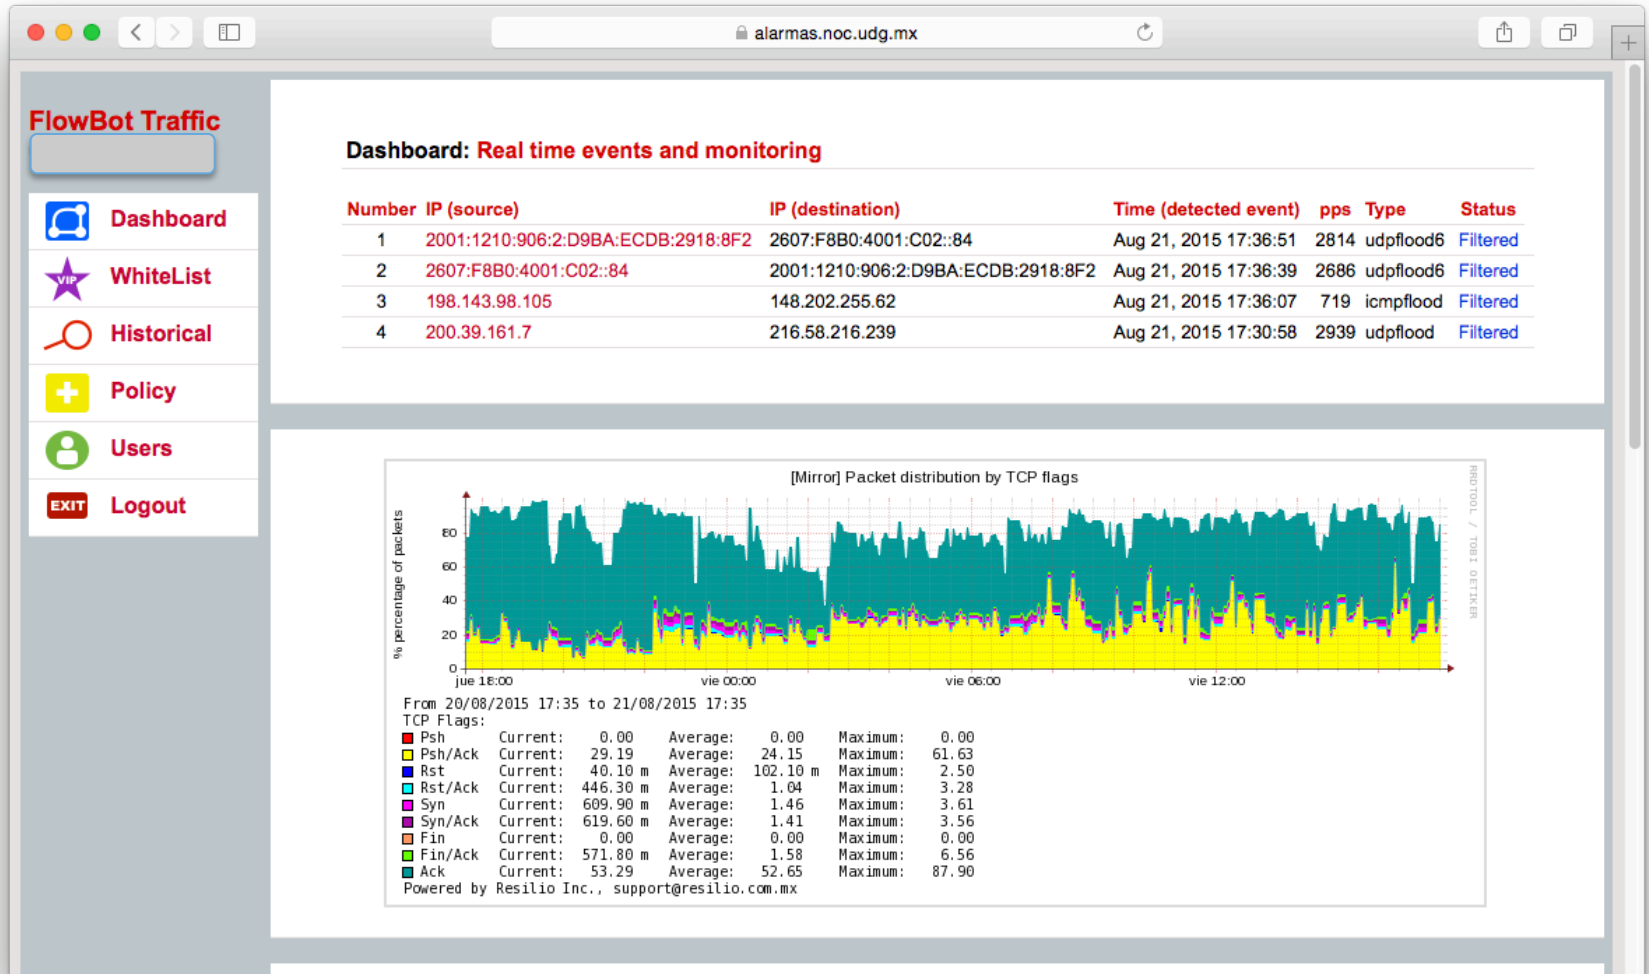 alarmas.noc.udg.mx
FlowBot Traffic
Dashboard
VIP WhiteList
Historical
Policy
Users
EXIT Logout
Dashboard: Real time events and monitoring
Number IP (source) IP (destination) Time (detected event) pps Type Status
1 2001:1210:906:2:D9BA:ECDB:2918:8F2 2607:F8B0:4001:C02::84 Aug 21, 2015 17:36:51 2814 udpflood6 Filtered
2 2607:F8B0:4001:C02::84 2001:1210:906:2:D9BA:ECDB:2918:8F2 Aug 21, 2015 17:36:39 2686 udpflood6 Filtered
3 198.143.98.105 148.202.255.62 Aug 21, 2015 17:36:07 719 icmpflood Filtered
4 200.39.161.7 216.58.216.239 Aug 21, 2015 17:30:58 2939 udpflood Filtered
[Mirror] Packet distribution by TCP flags
RRDTOOL / TOBI OETIKER
% percentage of packets
80
60
40
20
0
jue 18:00 vie 00:00 vie 06:00 vie 12:00
From 20/08/2015 17:35 to 21/08/2015 17:35
TCP Flags:
Psh Current: 0.00 Average: 0.00 Maximum: 0.00
Psh/Ack Current: 29.19 Average: 24.15 Maximum: 61.63
Rst Current: 40.10 m Average: 102.10 m Maximum: 2.50
Rst/Ack Current: 446.30 m Average: 1.04 Maximum: 3.28
Syn Current: 609.90 m Average: 1.46 Maximum: 3.61
Syn/Ack Current: 619.60 m Average: 1.41 Maximum: 3.56
Fin Current: 0.00 Average: 0.00 Maximum: 0.00
Fin/Ack Current: 571.80 m Average: 1.58 Maximum: 6.56
Ack Current: 53.29 Average: 52.65 Maximum: 87.90
Powered by Resilio Inc., support@resilio.com.mx